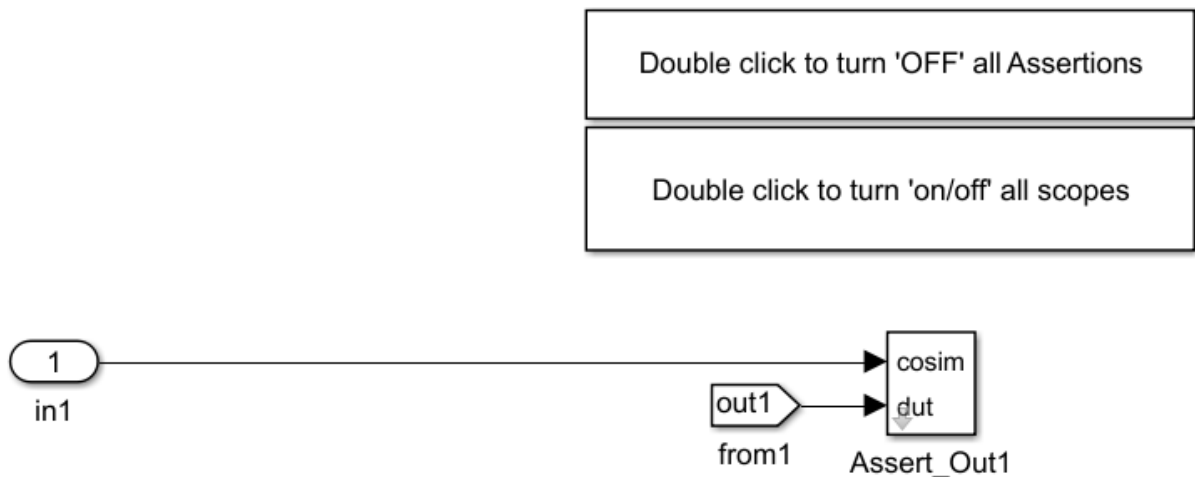 Double click to turn 'OFF' all Assertions
Double click to turn 'on/off' all scopes
1
in1
out1
from1
cosim
dut
Assert_Out1